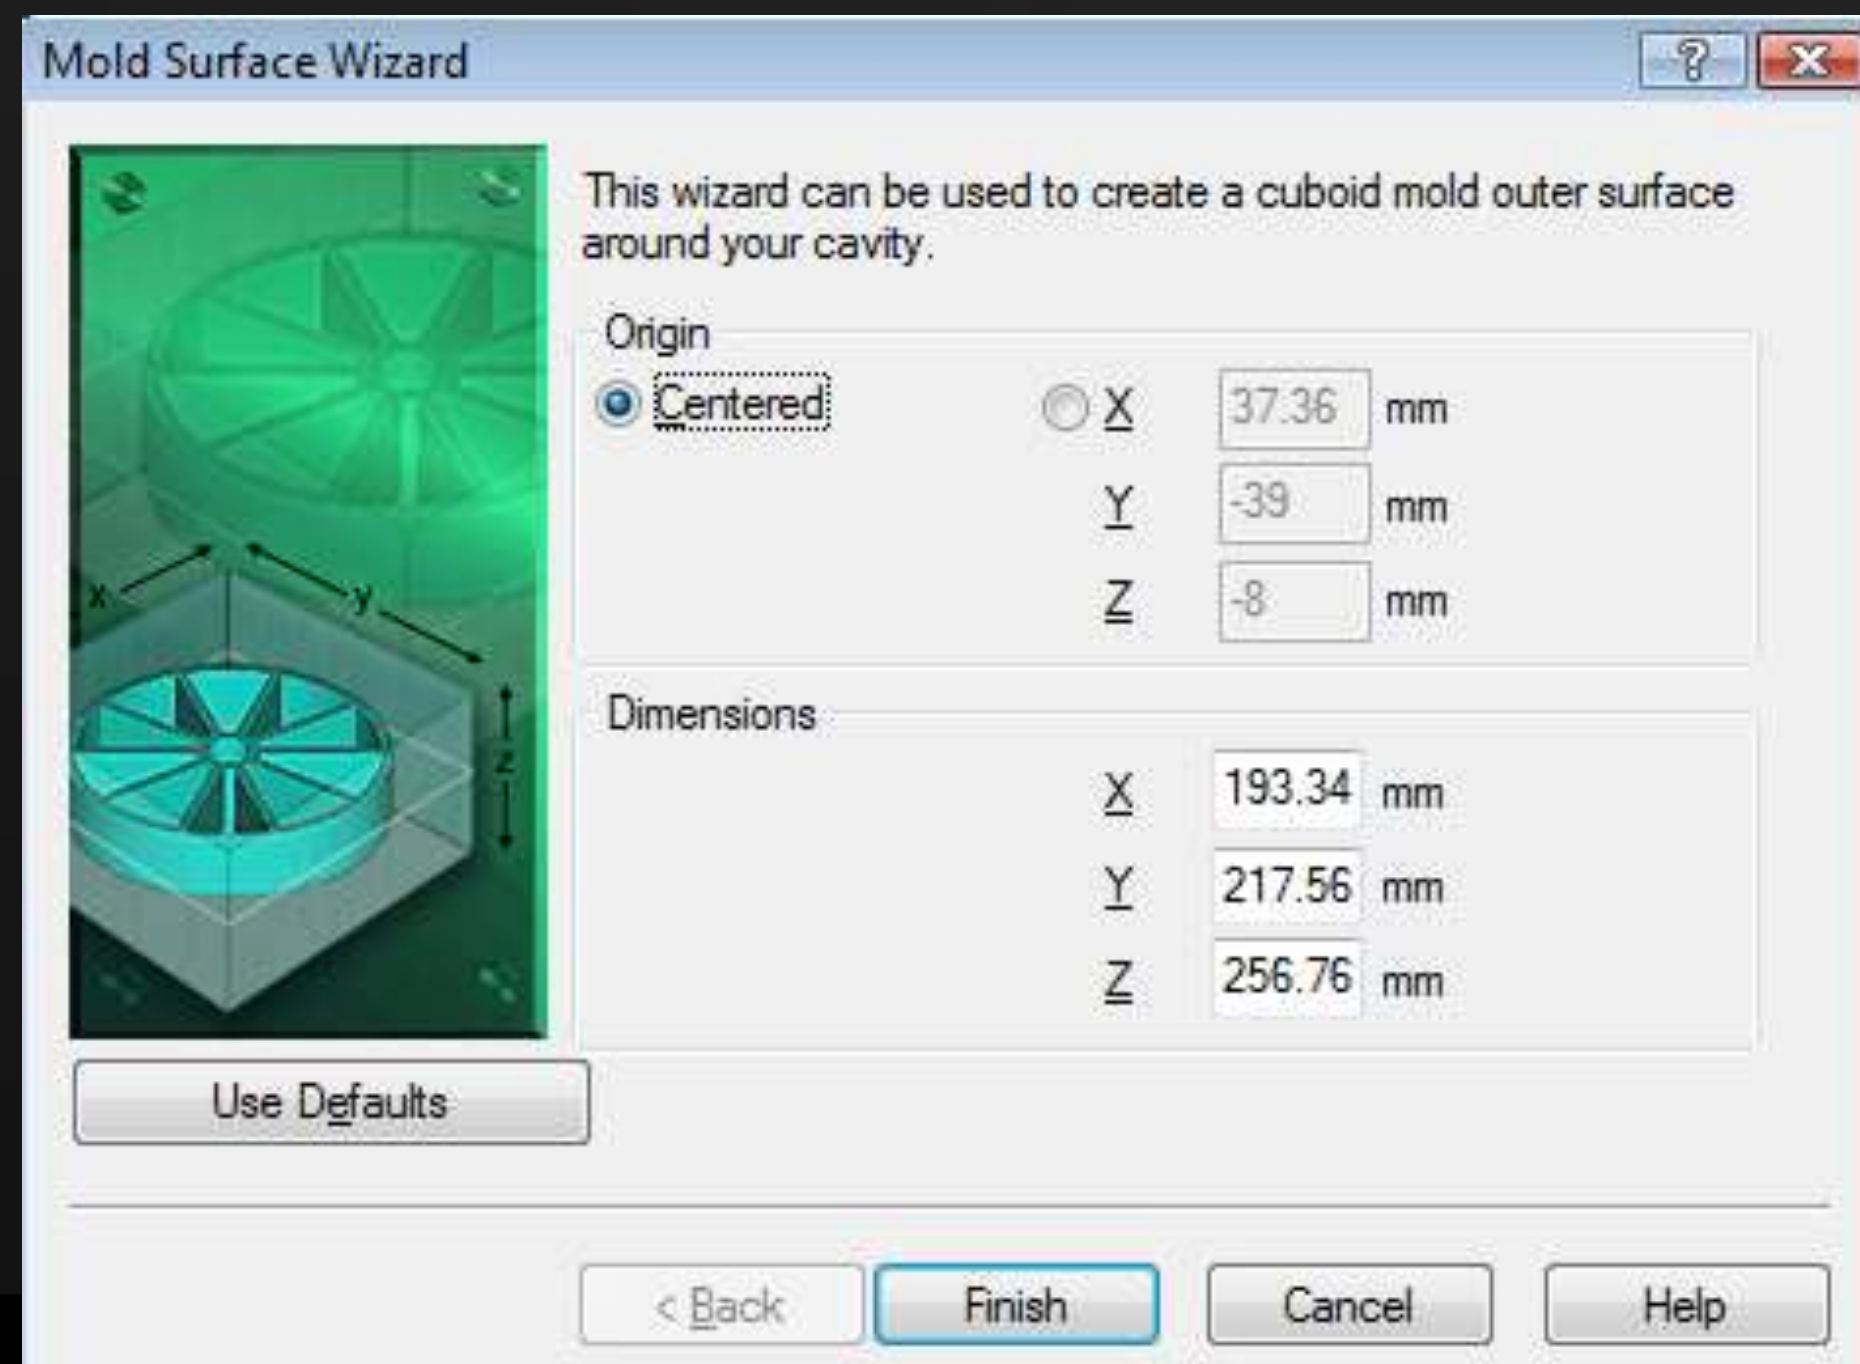 Mold Surface Wizard
This wizard can be used to create a cuboid mold outer surface
around your cavity.
Origin
Centered X 37.36 mm
Y -39 mm
Z -8 mm
x
y
z
Dimensions
X 193.34 mm
Y 217.56 mm
Z 256.76 mm
Use Defaults
< Back Finish Cancel Help